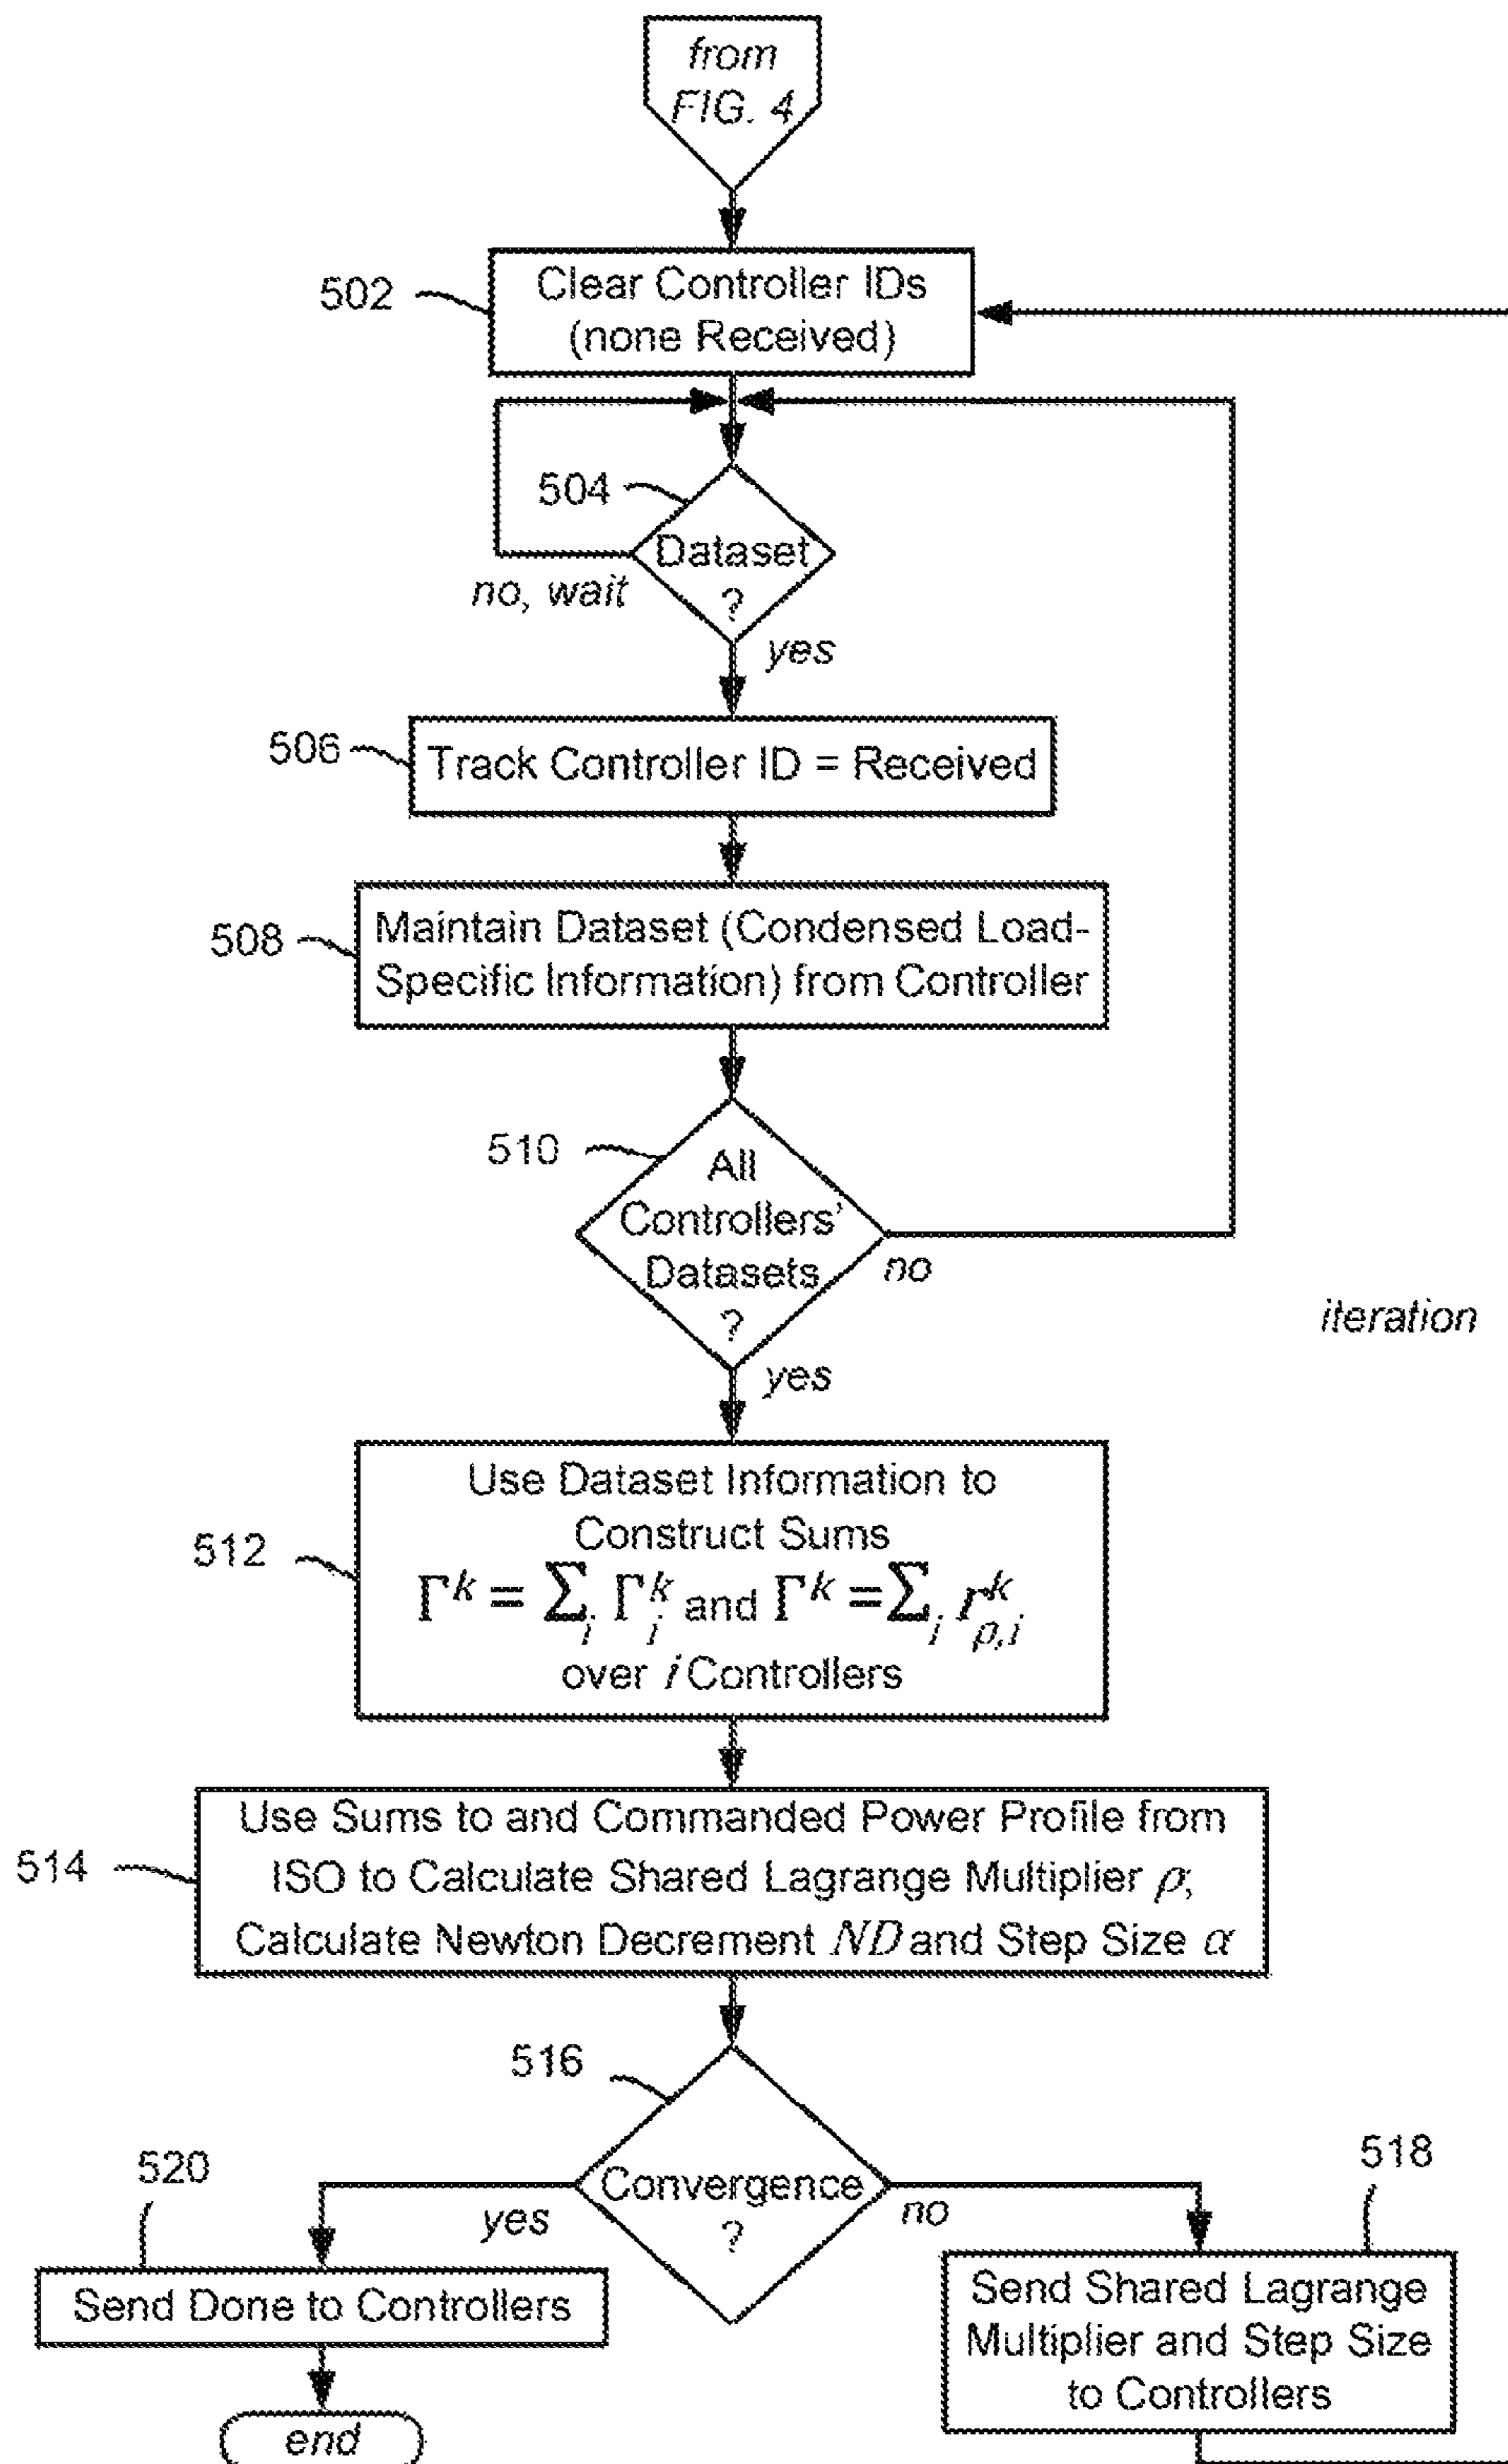 from
FIG. 4
502
Clear Controller IDs
(none Received)
504
Dataset
?
no, wait
yes
506
Track Controller ID = Received
508
Maintain Dataset (Condensed Load-
Specific Information) from Controller
510
All
Controllers'
Datasets
?
no
iteration
yes
512
Use Dataset Information to
Construct Sums
Γ^k = Σ_i Γ_i^k and Γ^k = Σ_i r_{ρ,i}^k
over i Controllers
514
Use Sums to and Commanded Power Profile from
ISO to Calculate Shared Lagrange Multiplier ρ;
Calculate Newton Decrement ND and Step Size α
516
Convergence
?
yes
no
520
Send Done to Controllers
518
Send Shared Lagrange
Multiplier and Step Size
to Controllers
end